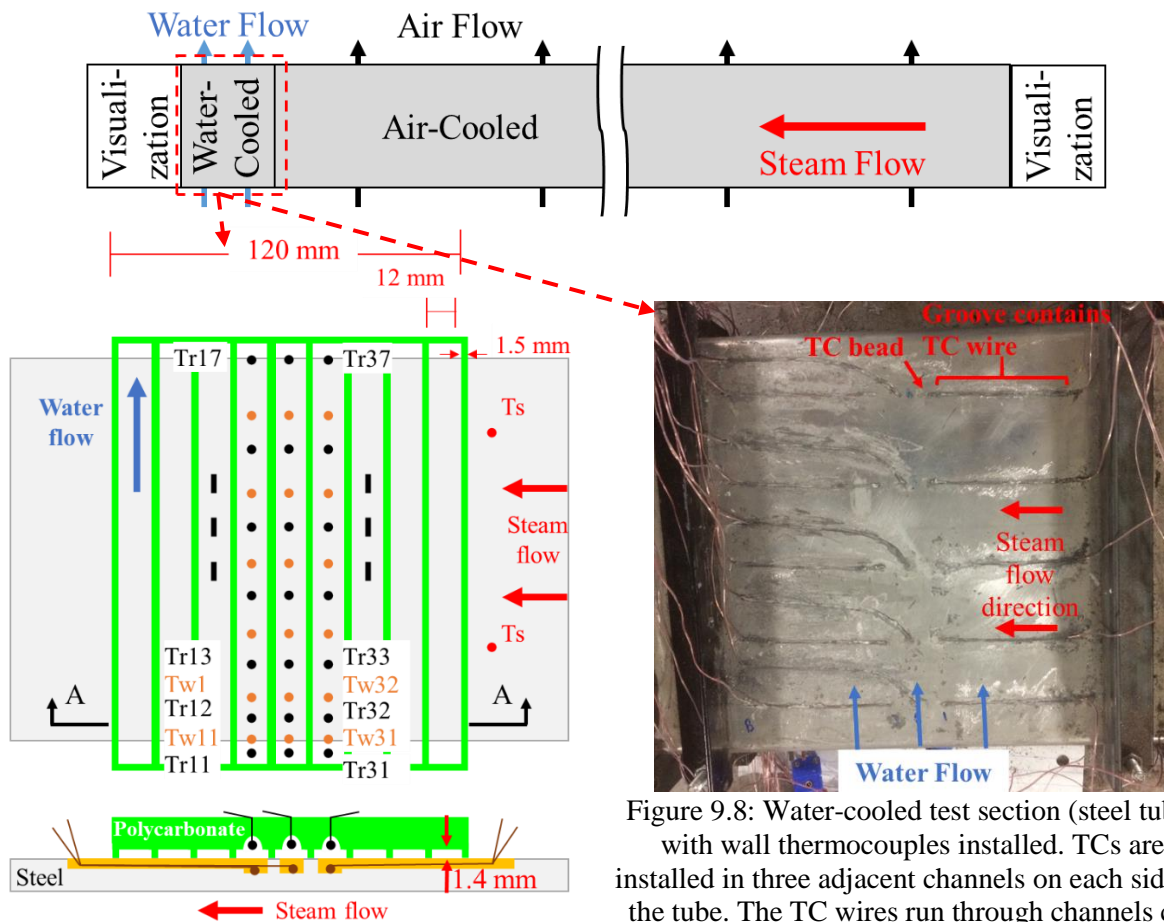 Water Flow
Air Flow
Visuali-
zation
Water-
Cooled
Air-Cooled
Steam Flow
Visuali-
zation
120 mm
12 mm
1.5 mm
Tr17
Tr37
Water
flow
Ts
Steam
flow
Ts
Tr13
Tw1
Tr12
Tw11
Tr11
Tr33
Tw32
Tr32
Tw31
Tr31
A
A
Polycarbonate
Steel
1.4 mm
Steam flow
Groove contains
TC bead
TC wire
Steam
flow
direction
Water Flow
Figure 9.8: Water-cooled test section (steel tub
with wall thermocouples installed. TCs are
installed in three adjacent channels on each sid
the tube. The TC wires run through channels c